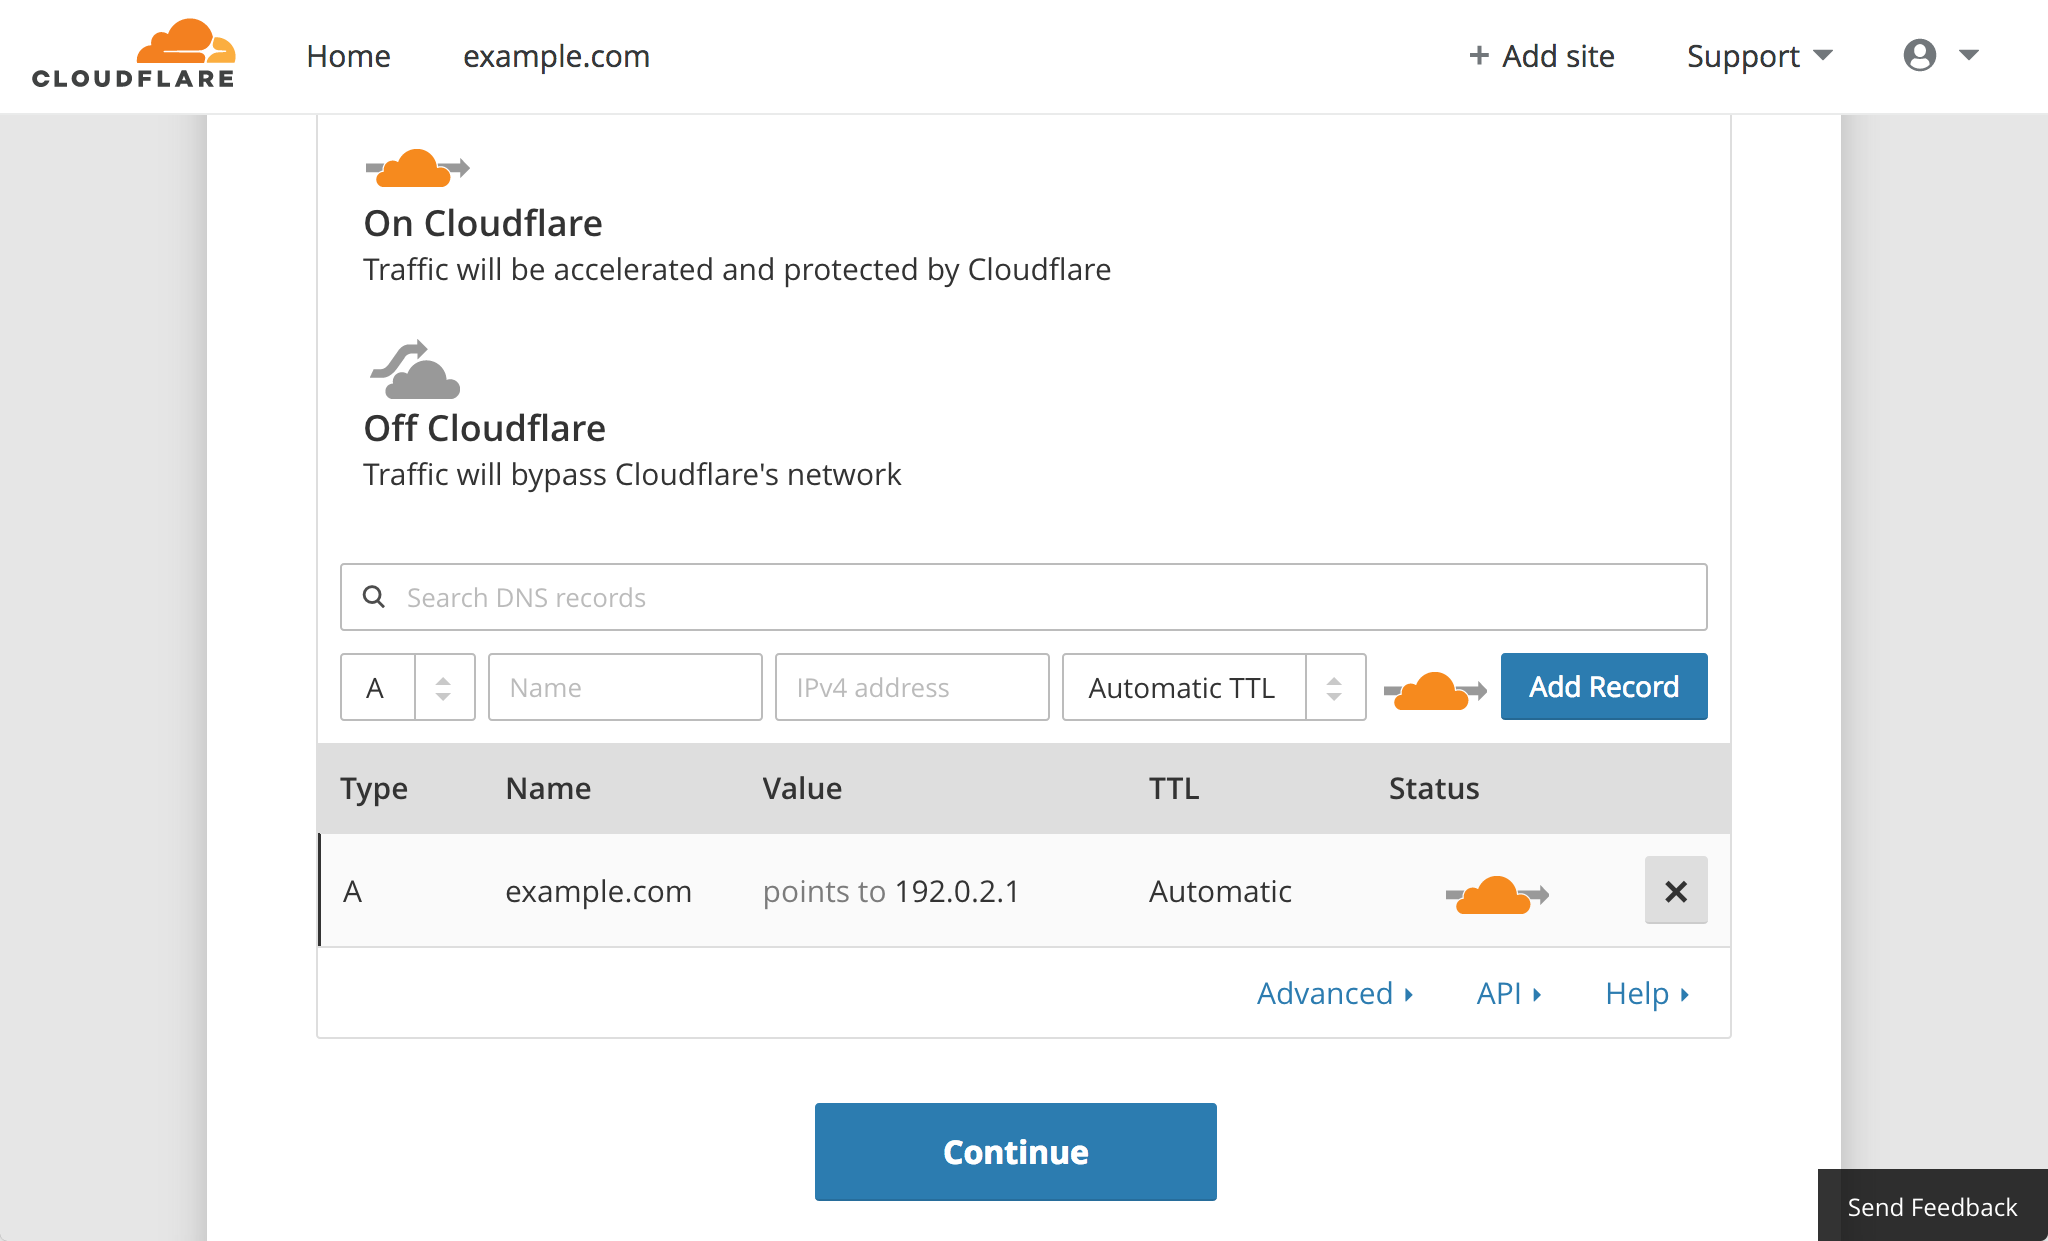 CLOUDFLARE
Home
example.com
+ Add site
Support
On Cloudflare
Traffic will be accelerated and protected by Cloudflare
Off Cloudflare
Traffic will bypass Cloudflare's network
Search DNS records
A
Name
IPv4 address
Automatic TTL
Add Record
Type Name Value TTL Status
A example.com points to 192.0.2.1 Automatic
Advanced
API
Help
Continue
Send Feedback